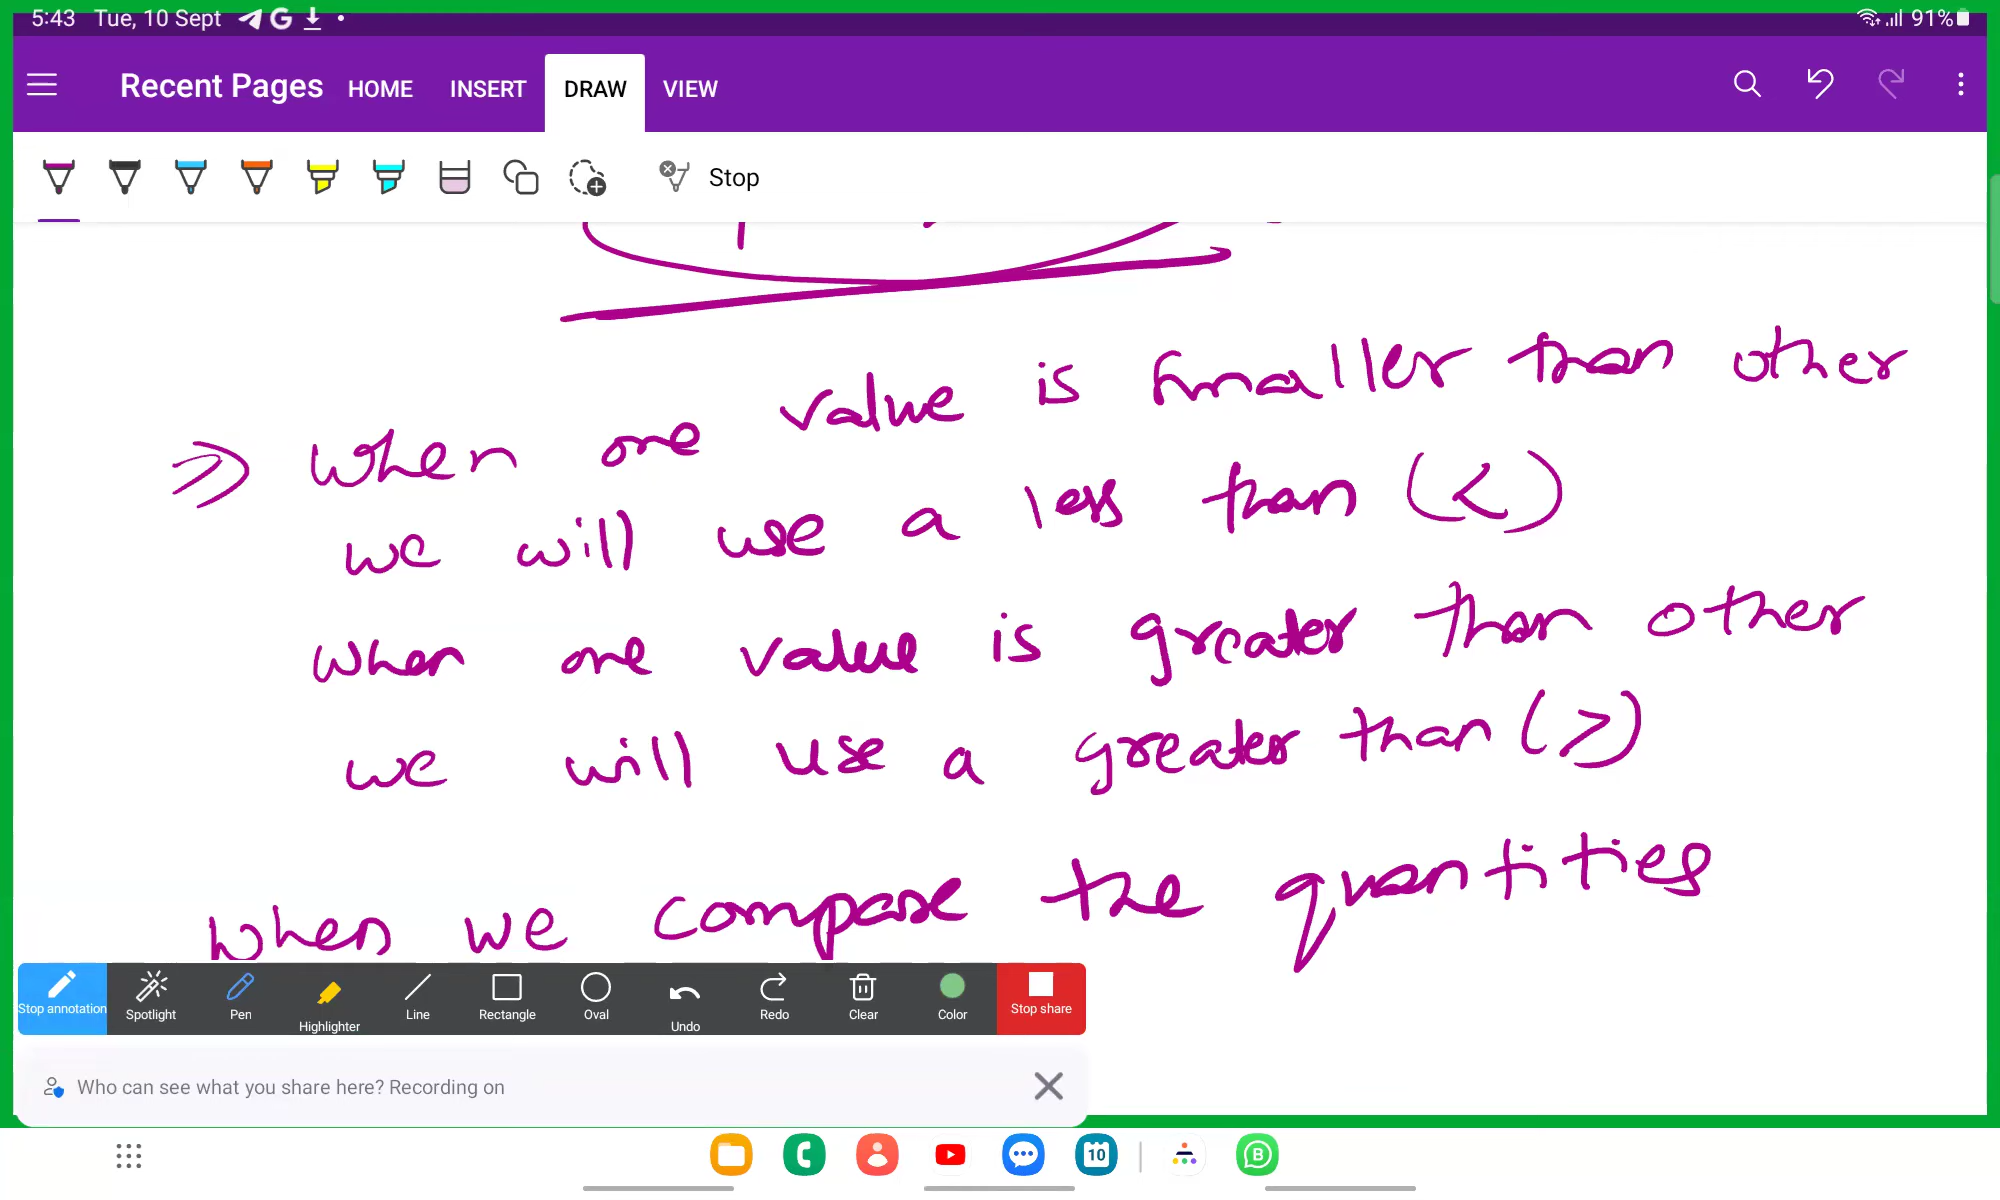 5:43 Tue, 10 Sept
91%
Recent Pages HOME INSERT DRAW VIEW
Stop
⇒ When one value is smaller than other
we will use a less than (<)
when one value is greater than other
we will use a greater than (>)
when we compare the quantities
Stop annotation Spotlight Pen Highlighter Line Rectangle Oval Undo Redo Clear Color Stop share
Who can see what you share here? Recording on
10